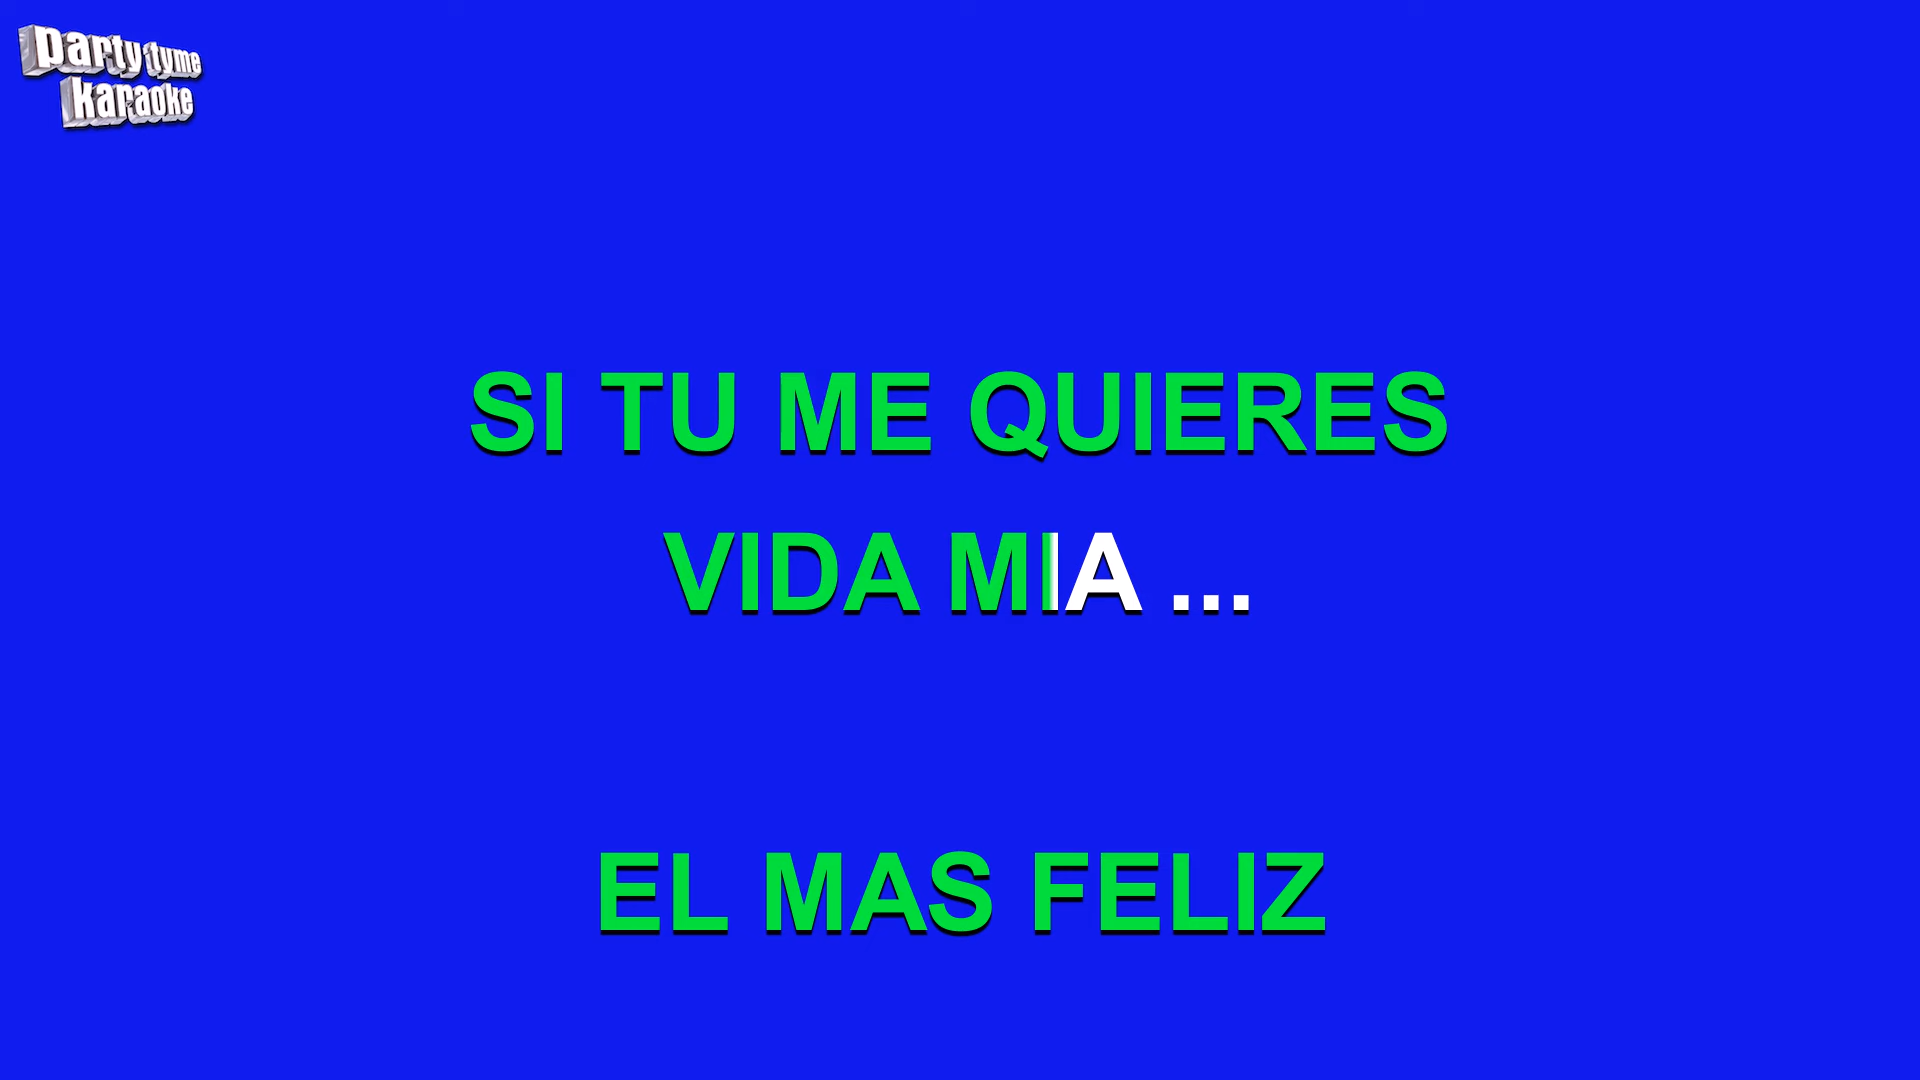 party tyme
karaoke
SI TU ME QUIERES
VIDA MIA ...
EL MAS FELIZ